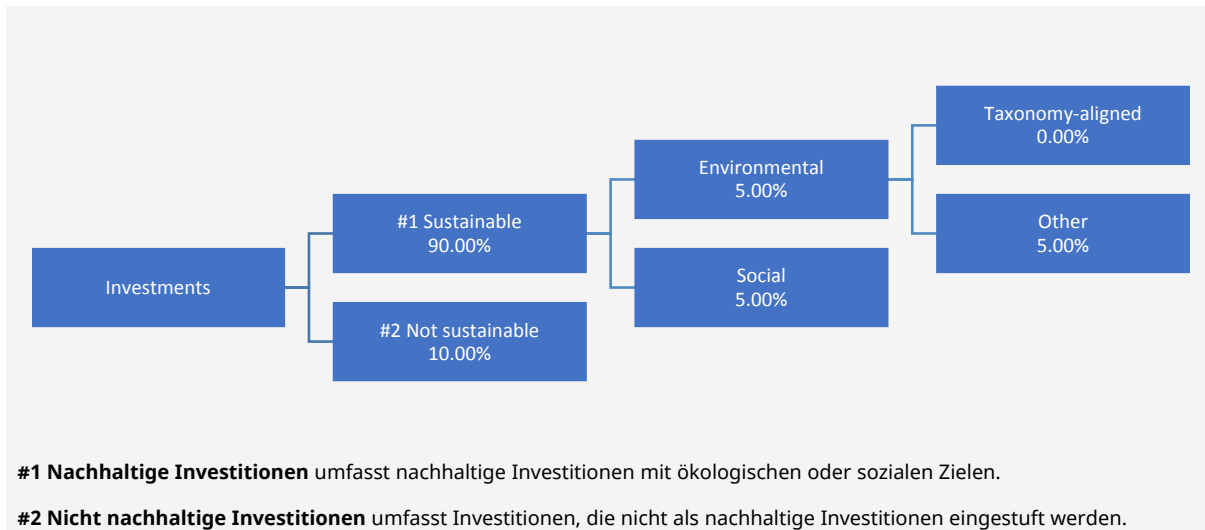 Taxonomy-aligned
0.00%
Environmental
5.00%
#1 Sustainable
90.00%
Other
5.00%
Investments
Social
5.00%
#2 Not sustainable
10.00%
#1 Nachhaltige Investitionen umfasst nachhaltige Investitionen mit ökologischen oder sozialen Zielen.
#2 Nicht nachhaltige Investitionen umfasst Investitionen, die nicht als nachhaltige Investitionen eingestuft werden.